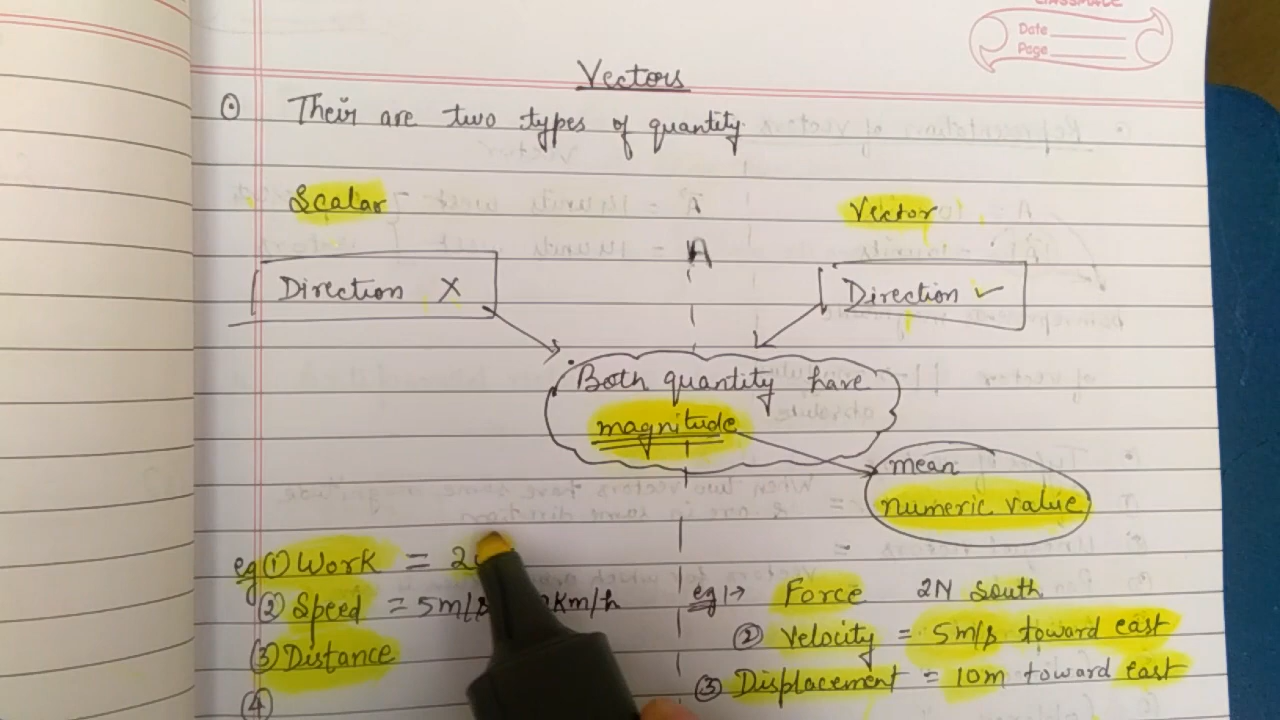 CLASSMATE
Date
Page
Vectors
Their are two types of quantity
Scalar
Vector
A
Direction X
Direction ✓
Both quantity have
magnitude
mean
numeric value
eg ① Work =
② Speed = 5m/s Km/h
③ Distance
④
eg 1→ Force 2N South
② Velocity = 5m/s toward east
③ Displacement = 10m toward east